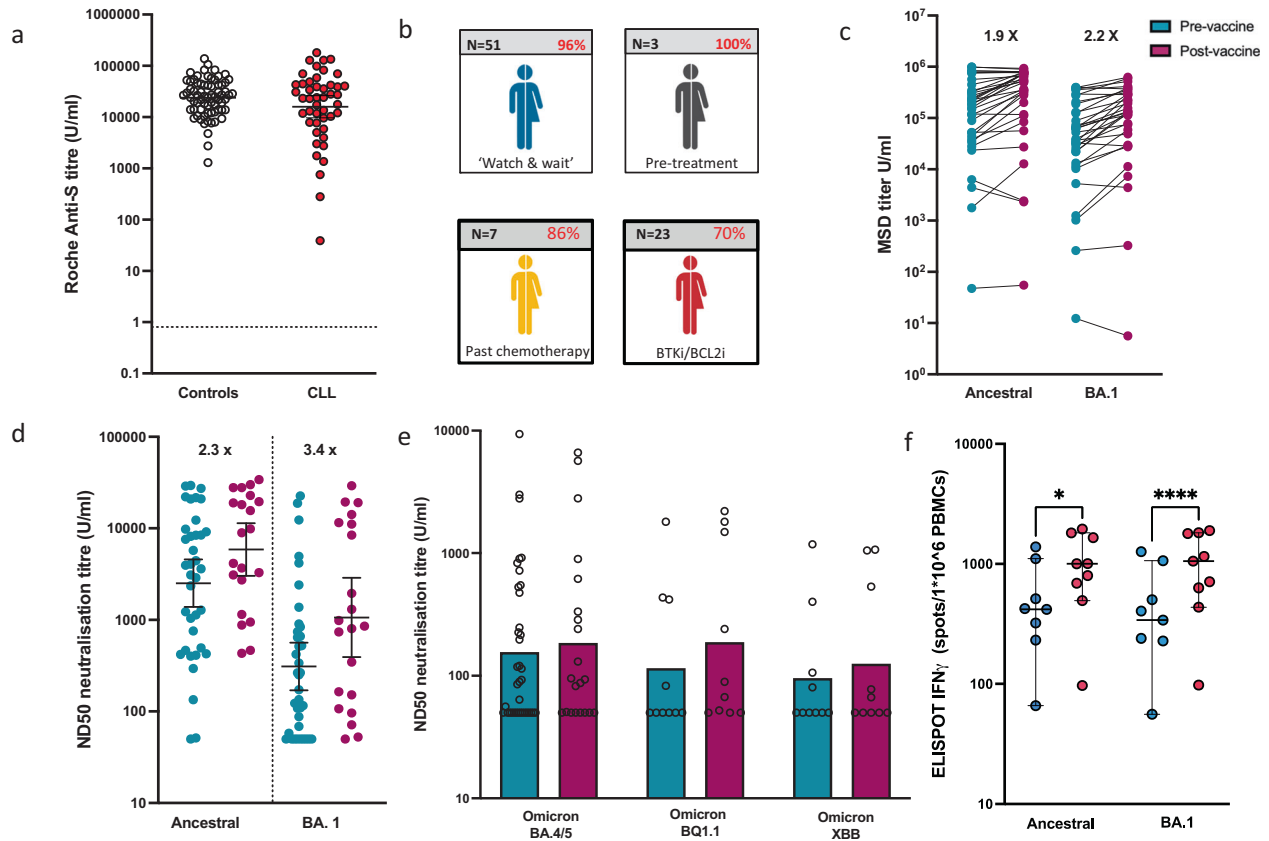 a
Roche Anti-S titre (U/ml)
1000000
100000
10000
1000
100
10
1
0.1
Controls CLL
b
N=51 96%
'Watch & wait'
N=3 100%
Pre-treatment
N=7 86%
Past chemotherapy
N=23 70%
BTKi/BCL2i
c
Pre-vaccine
Post-vaccine
1.9 X 2.2 X
MSD titer U/ml
10^7
10^6
10^5
10^4
10^3
10^2
10^1
10^0
Ancestral BA.1
d
ND50 neutralisation titre (U/ml)
100000
10000
1000
100
10
2.3 x 3.4 x
Ancestral BA. 1
e
ND50 neutralisation titre (U/ml)
10000
1000
100
10
Omicron
BA.4/5
Omicron
BQ1.1
Omicron
XBB
f
ELISPOT IFNγ (spots/1*10^6 PBMCs)
10000
1000
100
10
* ****
Ancestral BA.1